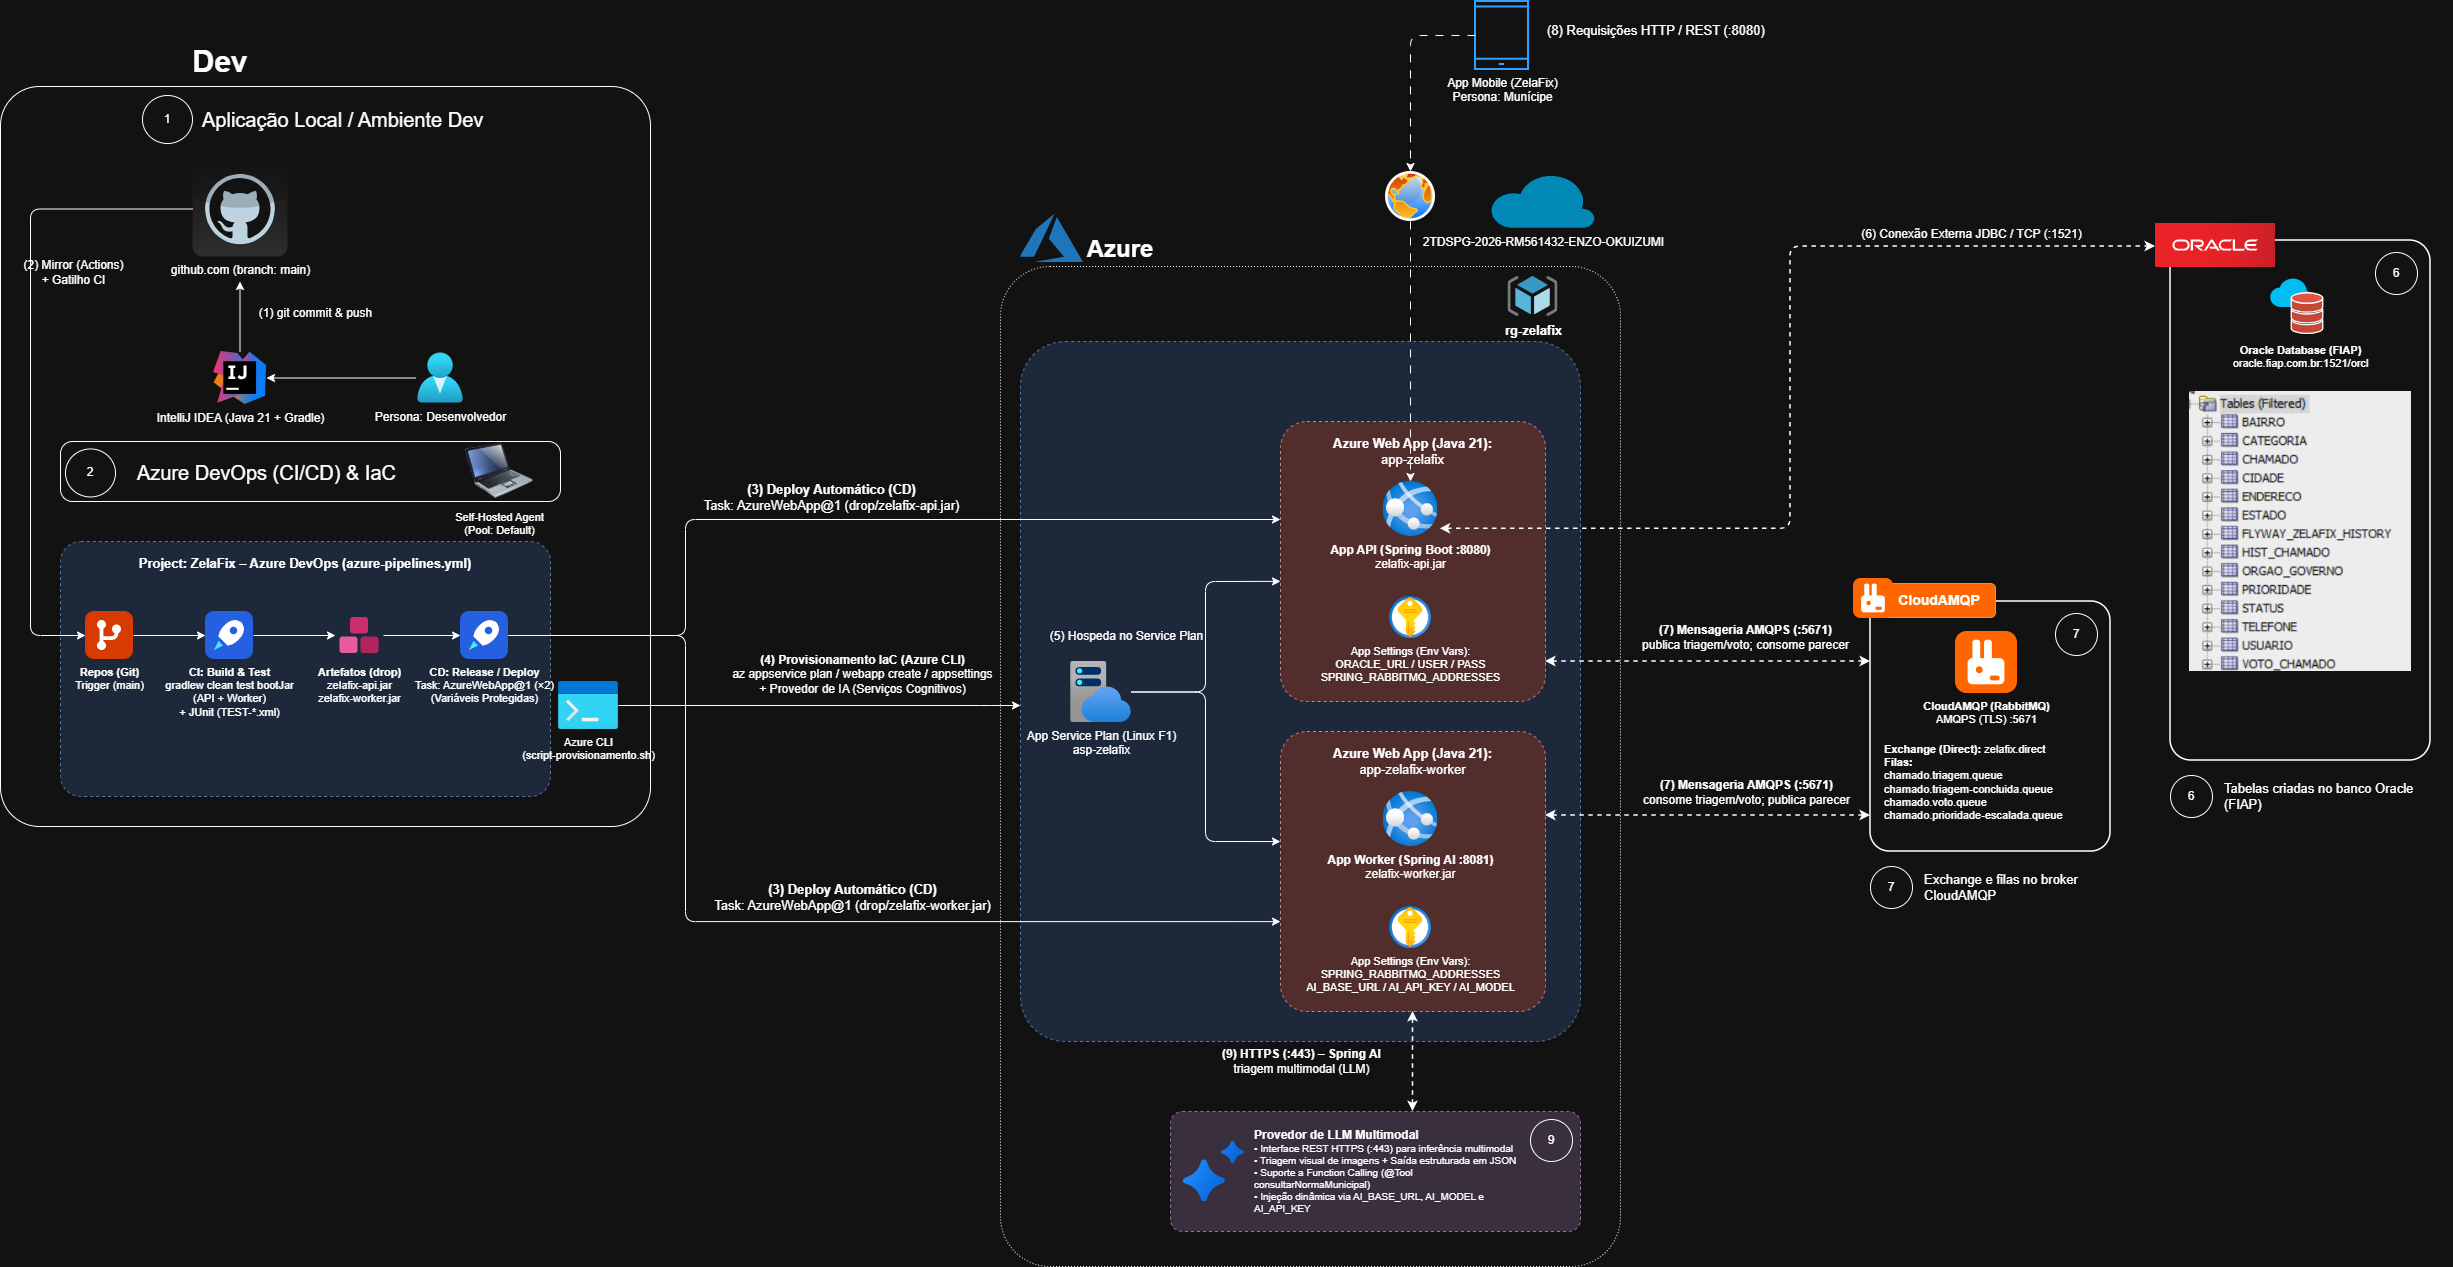 Dev
1
Aplicação Local / Ambiente Dev
github.com (branch: main)
(2) Mirror (Actions)
+ Gatilho CI
(1) git commit & push
IJ
IntelliJ IDEA (Java 21 + Gradle)
Persona: Desenvolvedor
2
Azure DevOps (CI/CD) & IaC
Self-Hosted Agent
(Pool: Default)
Project: ZelaFix – Azure DevOps (azure-pipelines.yml)
Repos (Git)
Trigger (main)
CI: Build & Test
gradlew clean test bootJar
(API + Worker)
+ JUnit (TEST-*.xml)
Artefatos (drop)
zelafix-api.jar
zelafix-worker.jar
CD: Release / Deploy
Task: AzureWebApp@1 (×2)
(Variáveis Protegidas)
Azure CLI
(script-provisionamento.sh)
(3) Deploy Automático (CD)
Task: AzureWebApp@1 (drop/zelafix-api.jar)
(4) Provisionamento IaC (Azure CLI)
az appservice plan / webapp create / appsettings
+ Provedor de IA (Serviços Cognitivos)
(3) Deploy Automático (CD)
Task: AzureWebApp@1 (drop/zelafix-worker.jar)
(8) Requisições HTTP / REST (:8080)
App Mobile (ZelaFix)
Persona: Munícipe
2TDSPG-2026-RM561432-ENZO-OKUIZUMI
Azure
rg-zelafix
(5) Hospeda no Service Plan
App Service Plan (Linux F1)
asp-zelafix
Azure Web App (Java 21):
app-zelafix
App API (Spring Boot :8080)
zelafix-api.jar
App Settings (Env Vars):
ORACLE_URL / USER / PASS
SPRING_RABBITMQ_ADDRESSES
Azure Web App (Java 21):
app-zelafix-worker
App Worker (Spring AI :8081)
zelafix-worker.jar
App Settings (Env Vars):
SPRING_RABBITMQ_ADDRESSES
AI_BASE_URL / AI_API_KEY / AI_MODEL
(9) HTTPS (:443) – Spring AI
triagem multimodal (LLM)
Provedor de LLM Multimodal
• Interface REST HTTPS (:443) para inferência multimodal
• Triagem visual de imagens + Saída estruturada em JSON
• Suporte a Function Calling (@Tool
consultarNormaMunicipal)
• Injeção dinâmica via AI_BASE_URL, AI_MODEL e
AI_API_KEY
9
(6) Conexão Externa JDBC / TCP (:1521)
(7) Mensageria AMQPS (:5671)
publica triagem/voto; consome parecer
(7) Mensageria AMQPS (:5671)
consome triagem/voto; publica parecer
CloudAMQP
7
CloudAMQP (RabbitMQ)
AMQPS (TLS) :5671
Exchange (Direct): zelafix.direct
Filas:
chamado.triagem.queue
chamado.triagem-concluida.queue
chamado.voto.queue
chamado.prioridade-escalada.queue
7
Exchange e filas no broker
CloudAMQP
ORACLE
6
Oracle Database (FIAP)
oracle.fiap.com.br:1521/orcl
Tables (Filtered)
BAIRRO
CATEGORIA
CHAMADO
CIDADE
ENDERECO
ESTADO
FLYWAY_ZELAFIX_HISTORY
HIST_CHAMADO
ORGAO_GOVERNO
PRIORIDADE
STATUS
TELEFONE
USUARIO
VOTO_CHAMADO
6
Tabelas criadas no banco Oracle
(FIAP)